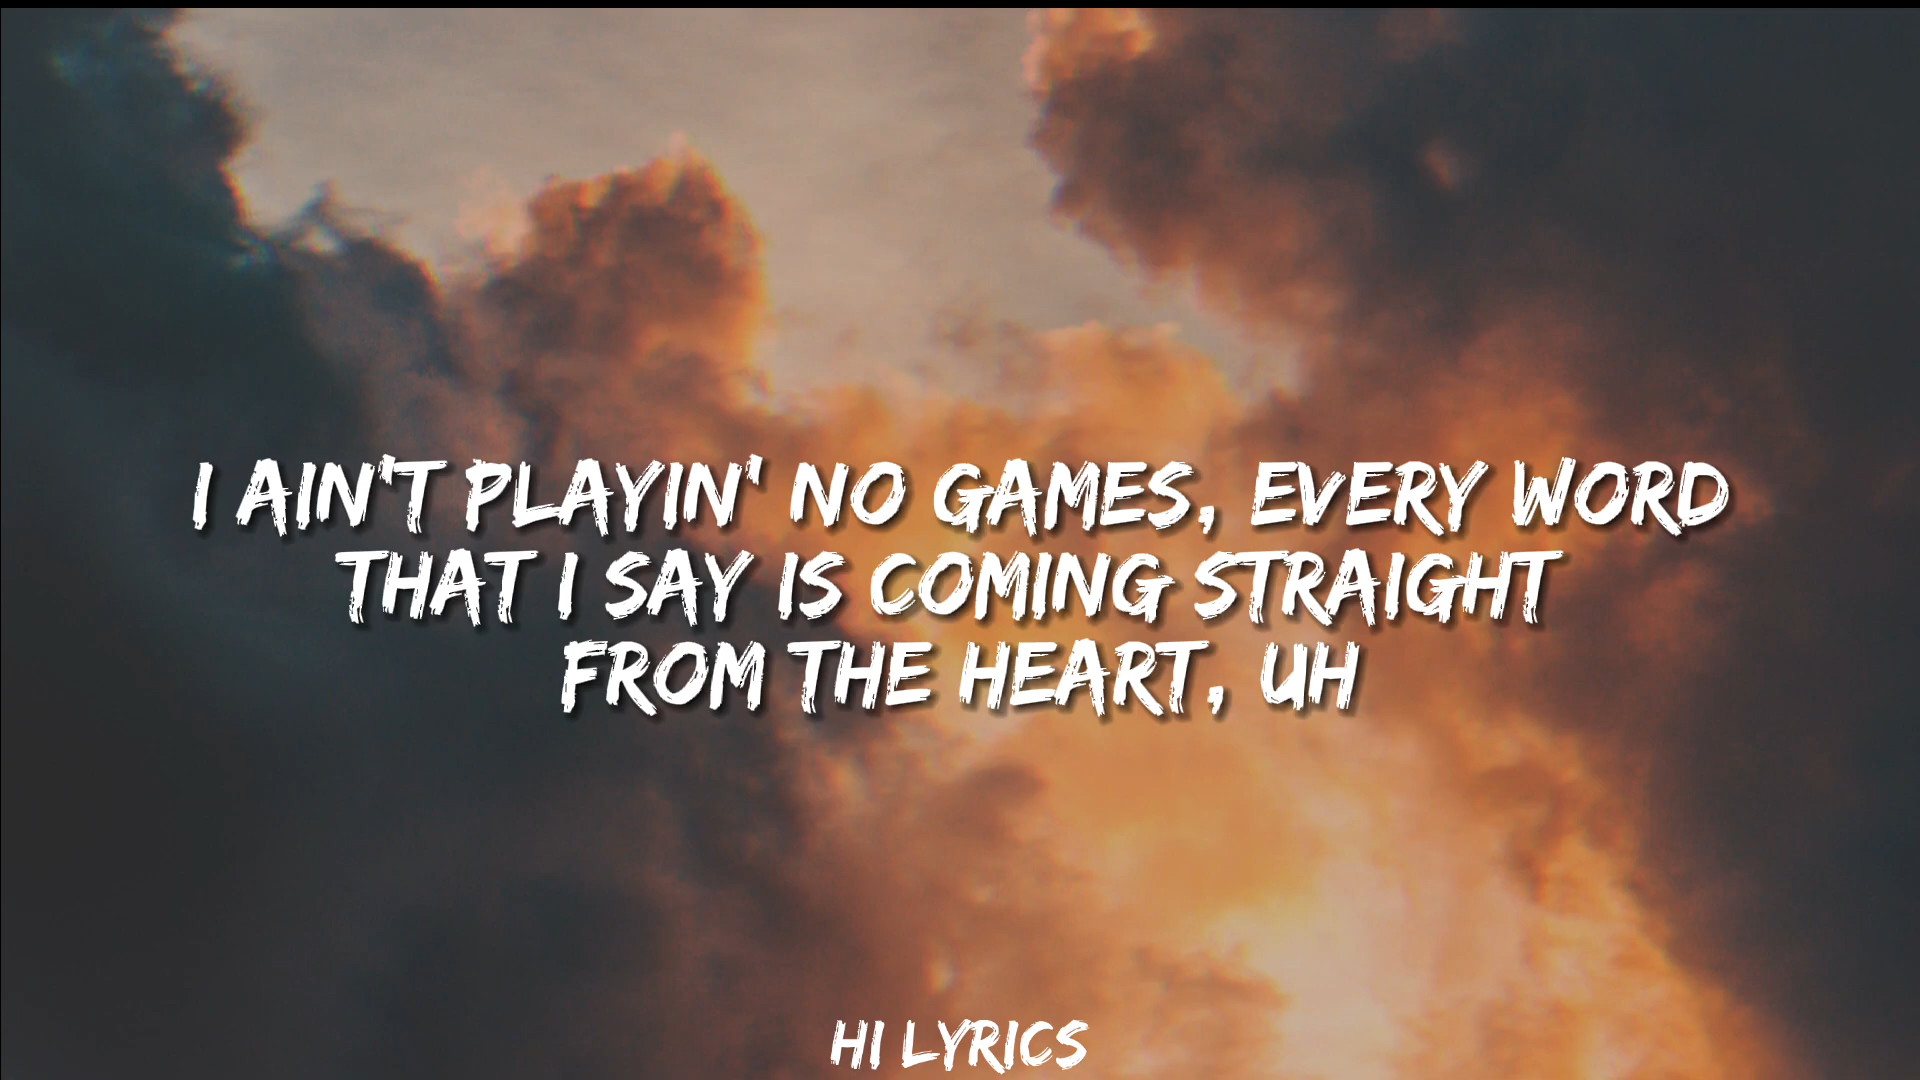 I AIN'T PLAYIN' NO GAMES, EVERY WORD
THAT I SAY IS COMING STRAIGHT
FROM THE HEART, UH
HI LYRICS